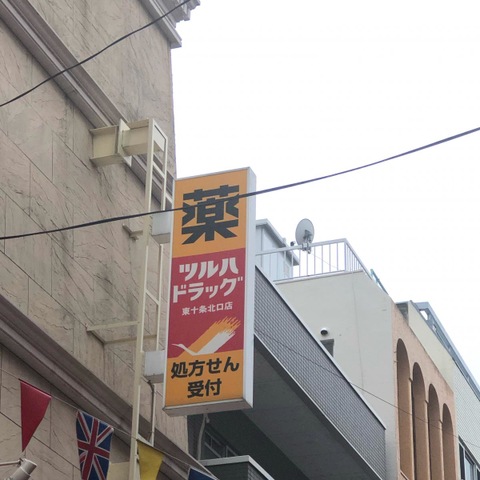 薬
ツルハ
ドラッグ
東十条北口店
処方せん
受付